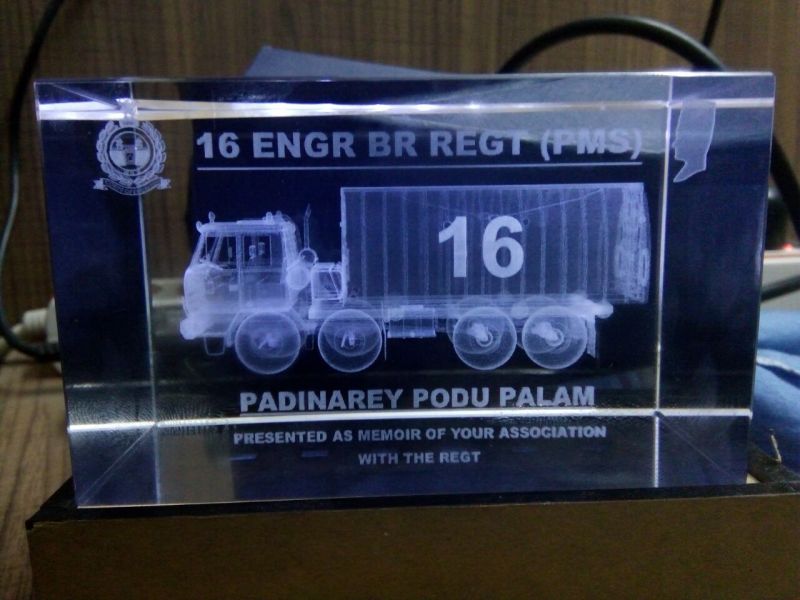 16 ENGR BR REGT (PMS)
16
PADINAREY PODU PALAM
PRESENTED AS MEMOIR OF YOUR ASSOCIATION
WITH THE REGT